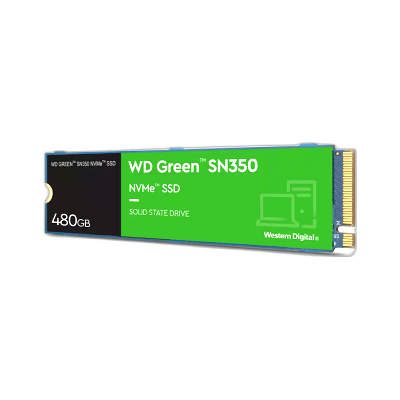 WD GREEN™ SN350 NVMe™ SSD
480GB
WD Green™ SN350
NVMe™ SSD
SOLID STATE DRIVE
Western Digital®